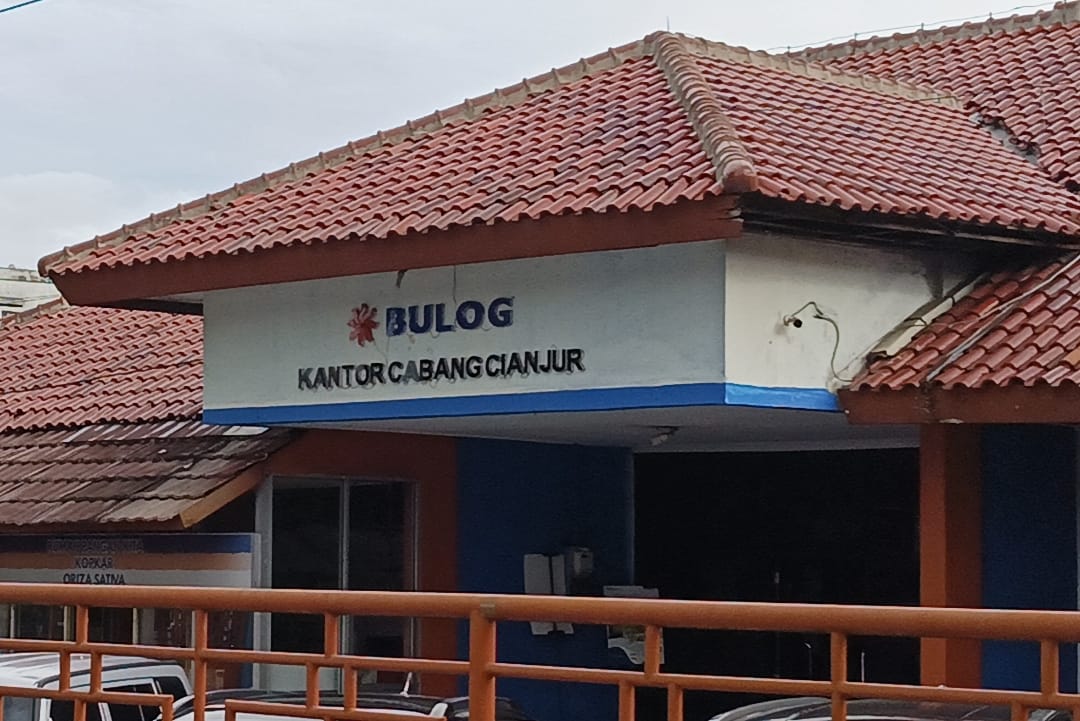 BULOG
KANTOR CABANG CIANJUR
KOPKAR
ORIZA SATIVA